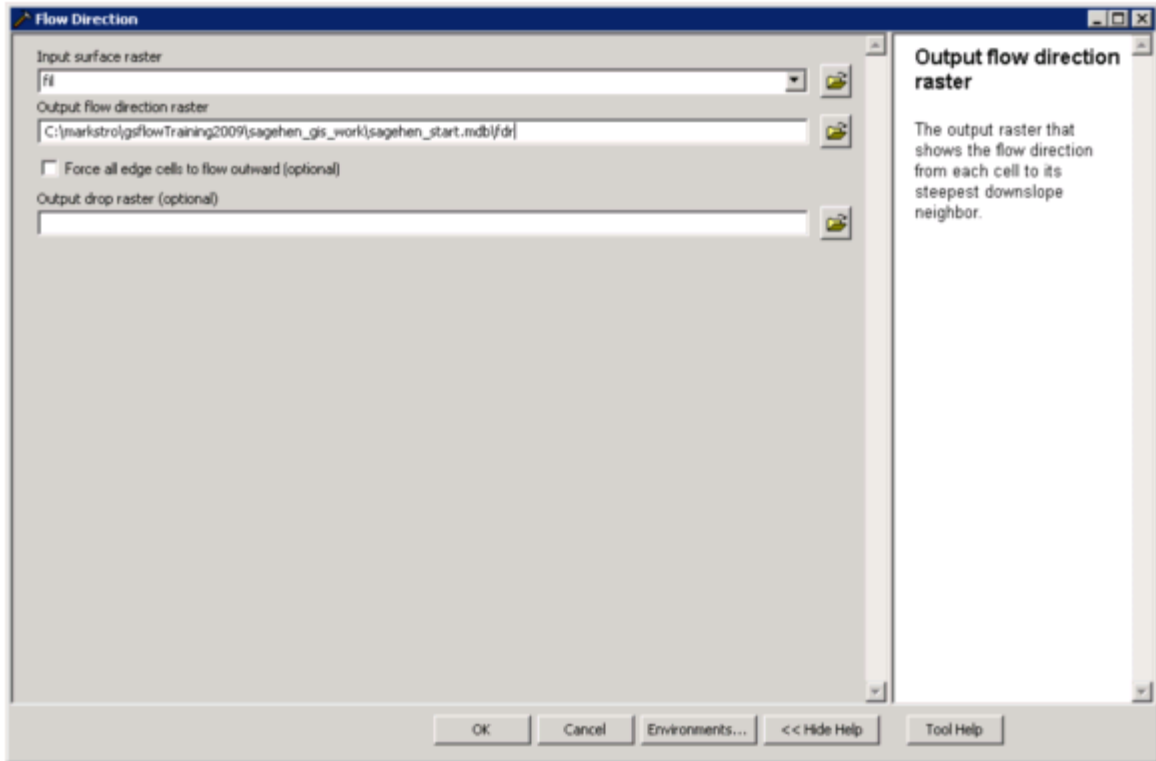 Flow Direction
Input surface raster
fil
Output flow direction raster
C:\markstro\gsflowTraining2009\sagehen_gis_work\sagehen_start.mdb\fdr
Force all edge cells to flow outward (optional)
Output drop raster (optional)
OK
Cancel
Environments...
<< Hide Help
Output flow direction
raster
The output raster that
shows the flow direction
from each cell to its
steepest downslope
neighbor.
Tool Help